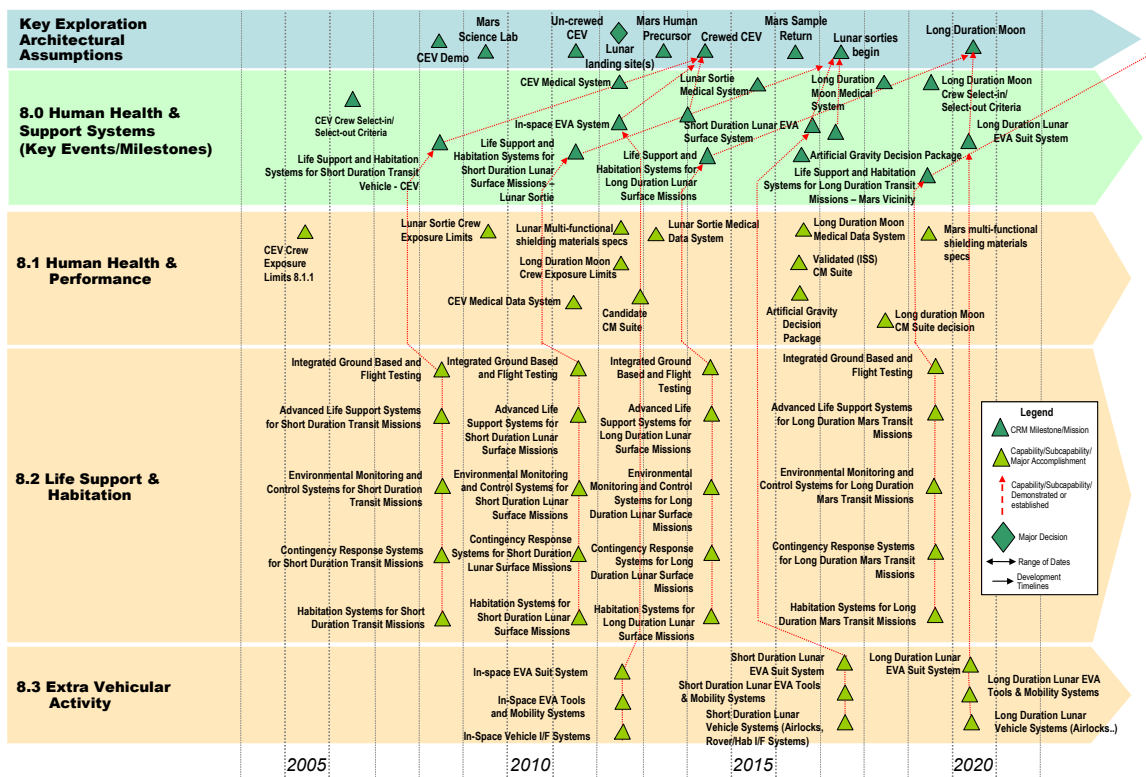 Key Exploration
Architectural
Assumptions
CEV Demo
Mars
Science Lab
Un-crewed
CEV
Lunar
landing site(s)
Mars Human
Precursor
Crewed CEV
Mars Sample
Return
Lunar sorties
begin
Long Duration Moon
8.0 Human Health &
Support Systems
(Key Events/Milestones)
CEV Crew Select-in/
Select-out Criteria
CEV Medical System
Lunar Sortie
Medical System
Long Duration
Moon Medical
System
Long Duration Moon
Crew Select-in/
Select-out Criteria
In-space EVA System
Short Duration Lunar EVA
Surface System
Long Duration Lunar
EVA Suit System
Life Support and Habitation
Systems for Short Duration Transit
Vehicle - CEV
Life Support and
Habitation Systems for
Short Duration Lunar
Surface Missions –
Lunar Sortie
Life Support and
Habitation Systems for
Long Duration Lunar
Surface Missions
Artificial Gravity Decision Package
Life Support and Habitation
Systems for Long Duration Transit
Missions – Mars Vicinity
8.1 Human Health &
Performance
CEV Crew
Exposure
Limits 8.1.1
Lunar Sortie Crew
Exposure Limits
Lunar Multi-functional
shielding materials specs
Lunar Sortie Medical
Data System
Long Duration Moon
Medical Data System
Mars multi-functional
shielding materials
specs
Long Duration Moon
Crew Exposure Limits
Validated (ISS)
CM Suite
CEV Medical Data System
Candidate
CM Suite
Artificial Gravity
Decision
Package
Long duration Moon
CM Suite decision
8.2 Life Support &
Habitation
Integrated Ground Based and
Flight Testing
Integrated Ground Based
and Flight Testing
Integrated Ground
Based and Flight
Testing
Integrated Ground Based and
Flight Testing
Advanced Life Support Systems
for Short Duration Transit Missions
Advanced Life
Support Systems for
Short Duration Lunar
Surface Missions
Advanced Life
Support Systems for
Long Duration Lunar
Surface Missions
Advanced Life Support Systems
for Long Duration Mars Transit
Missions
Environmental Monitoring and
Control Systems for Short Duration
Transit Missions
Environmental Monitoring
and Control Systems for
Short Duration Lunar
Surface Missions
Environmental
Monitoring and Control
Systems for Long
Duration Lunar Surface
Missions
Environmental Monitoring and
Control Systems for Long Duration
Mars Transit Missions
Contingency Response Systems
for Short Duration Transit Missions
Contingency Response
Systems for Short Duration
Lunar Surface Missions
Contingency Response
Systems for Long
Duration Lunar Surface
Missions
Contingency Response Systems
for Long Duration Mars Transit
Missions
Habitation Systems for Short
Duration Transit Missions
Habitation Systems for
Short Duration Lunar
Surface Missions
Habitation Systems for
Long Duration Lunar
Surface Missions
Habitation Systems for Long
Duration Mars Transit Missions
Legend
CRM Milestone/Mission
Capability/Subcapability/
Major Accomplishment
Capability/Subcapability/
Demonstrated or
established
Major Decision
Range of Dates
Development
Timelines
8.3 Extra Vehicular
Activity
In-space EVA Suit System
In-Space EVA Tools
and Mobility Systems
In-Space Vehicle I/F Systems
Short Duration Lunar
EVA Suit System
Short Duration Lunar EVA Tools
& Mobility Systems
Short Duration Lunar
Vehicle Systems (Airlocks,
Rover/Hab I/F Systems)
Long Duration Lunar
EVA Suit System
Long Duration Lunar EVA
Tools & Mobility Systems
Long Duration Lunar
Vehicle Systems (Airlocks..)
2005
2010
2015
2020